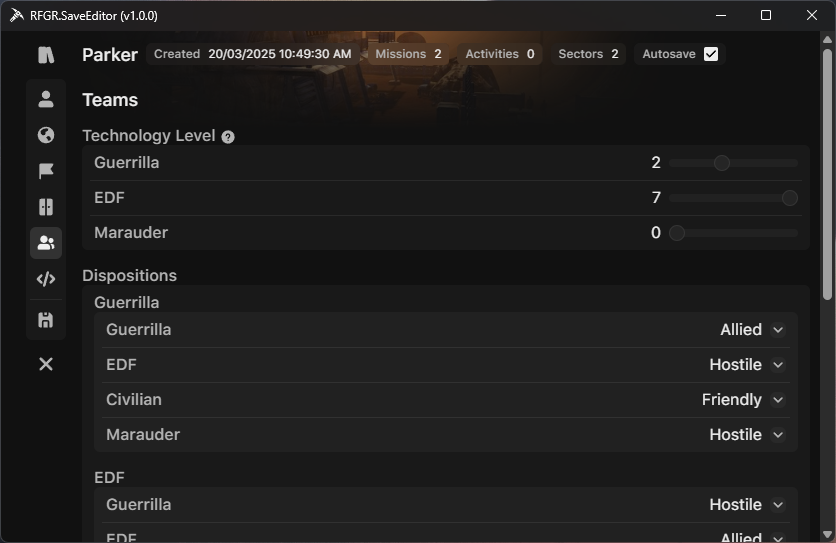 RFGR.SaveEditor (v1.0.0)
Parker Created 20/03/2025 10:49:30 AM Missions 2 Activities 0 Sectors 2 Autosave
Teams
Technology Level ?
Guerrilla 2
EDF 7
Marauder 0
Dispositions
Guerrilla
Guerrilla Allied
EDF Hostile
Civilian Friendly
Marauder Hostile
EDF
Guerrilla Hostile
EDF Allied